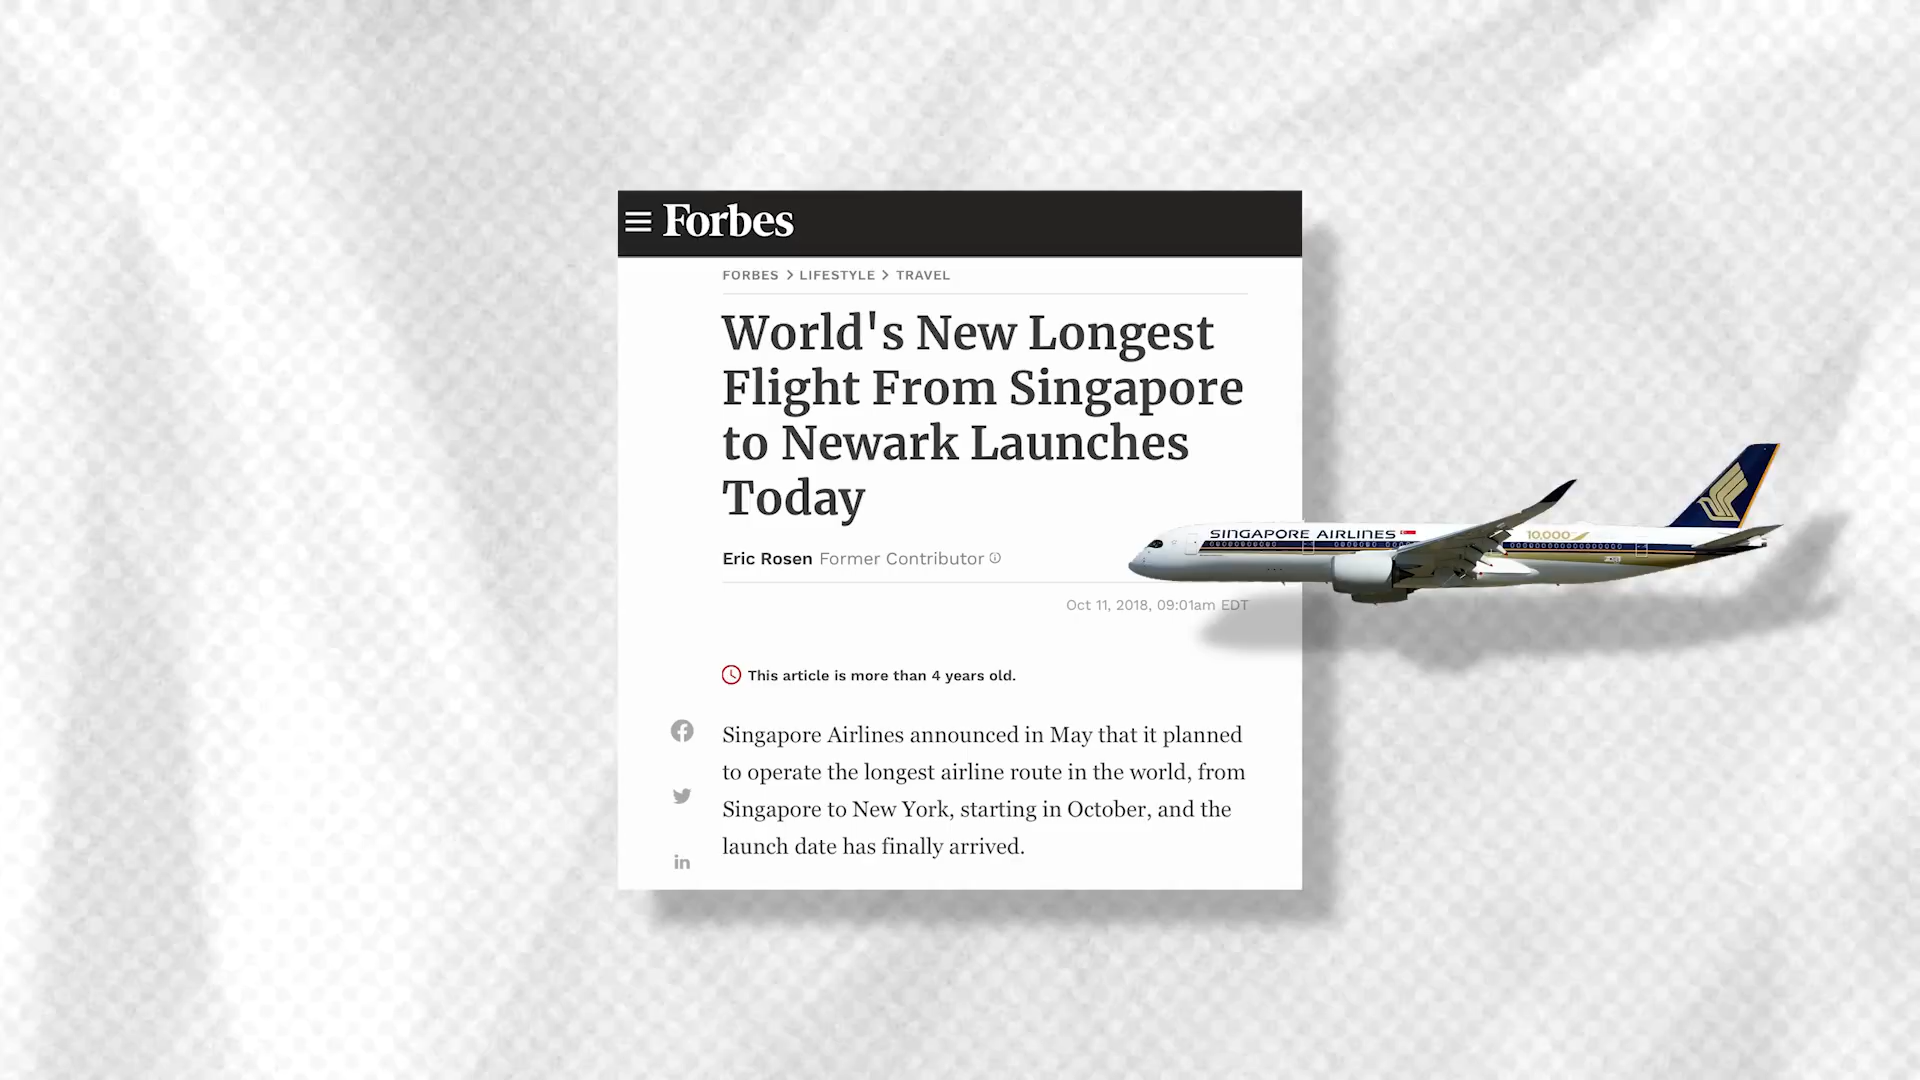 Forbes
FORBES > LIFESTYLE > TRAVEL
World's New Longest
Flight From Singapore
to Newark Launches
Today
Eric Rosen Former Contributor
SINGAPORE AIRLINES
10,000
Oct 11, 2018, 09:01am EDT
This article is more than 4 years old.
Singapore Airlines announced in May that it planned
to operate the longest airline route in the world, from
Singapore to New York, starting in October, and the
launch date has finally arrived.
in